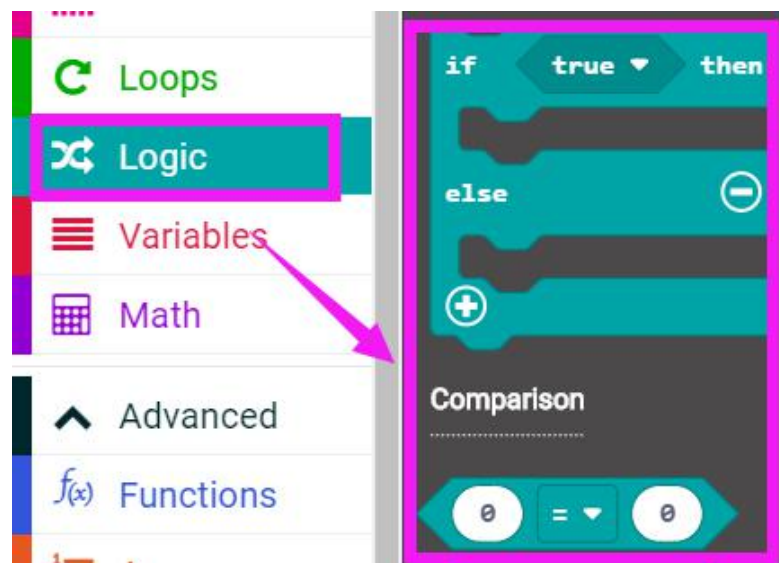 Loops
Logic
Variables
Math
Advanced
f(x) Functions
if true then
else
Comparison
0 = 0